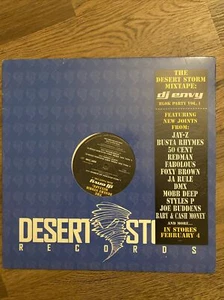 THE
DESERT STORM
MIXTAPE:
dj envy
BLOK PARTY VOL. 1
FEATURING
NEW JOINTS
FROM:
JAY-Z
BUSTA RHYMES
50 CENT
REDMAN
FABOLOUS
FOXY BROWN
JA RULE
DMX
MOBB DEEP
STYLES P
JOE BUDDENS
BABY & CASH MONEY
AND MORE...
IN STORES
FEBRUARY
dj envy
DESERT ST
RECORDS